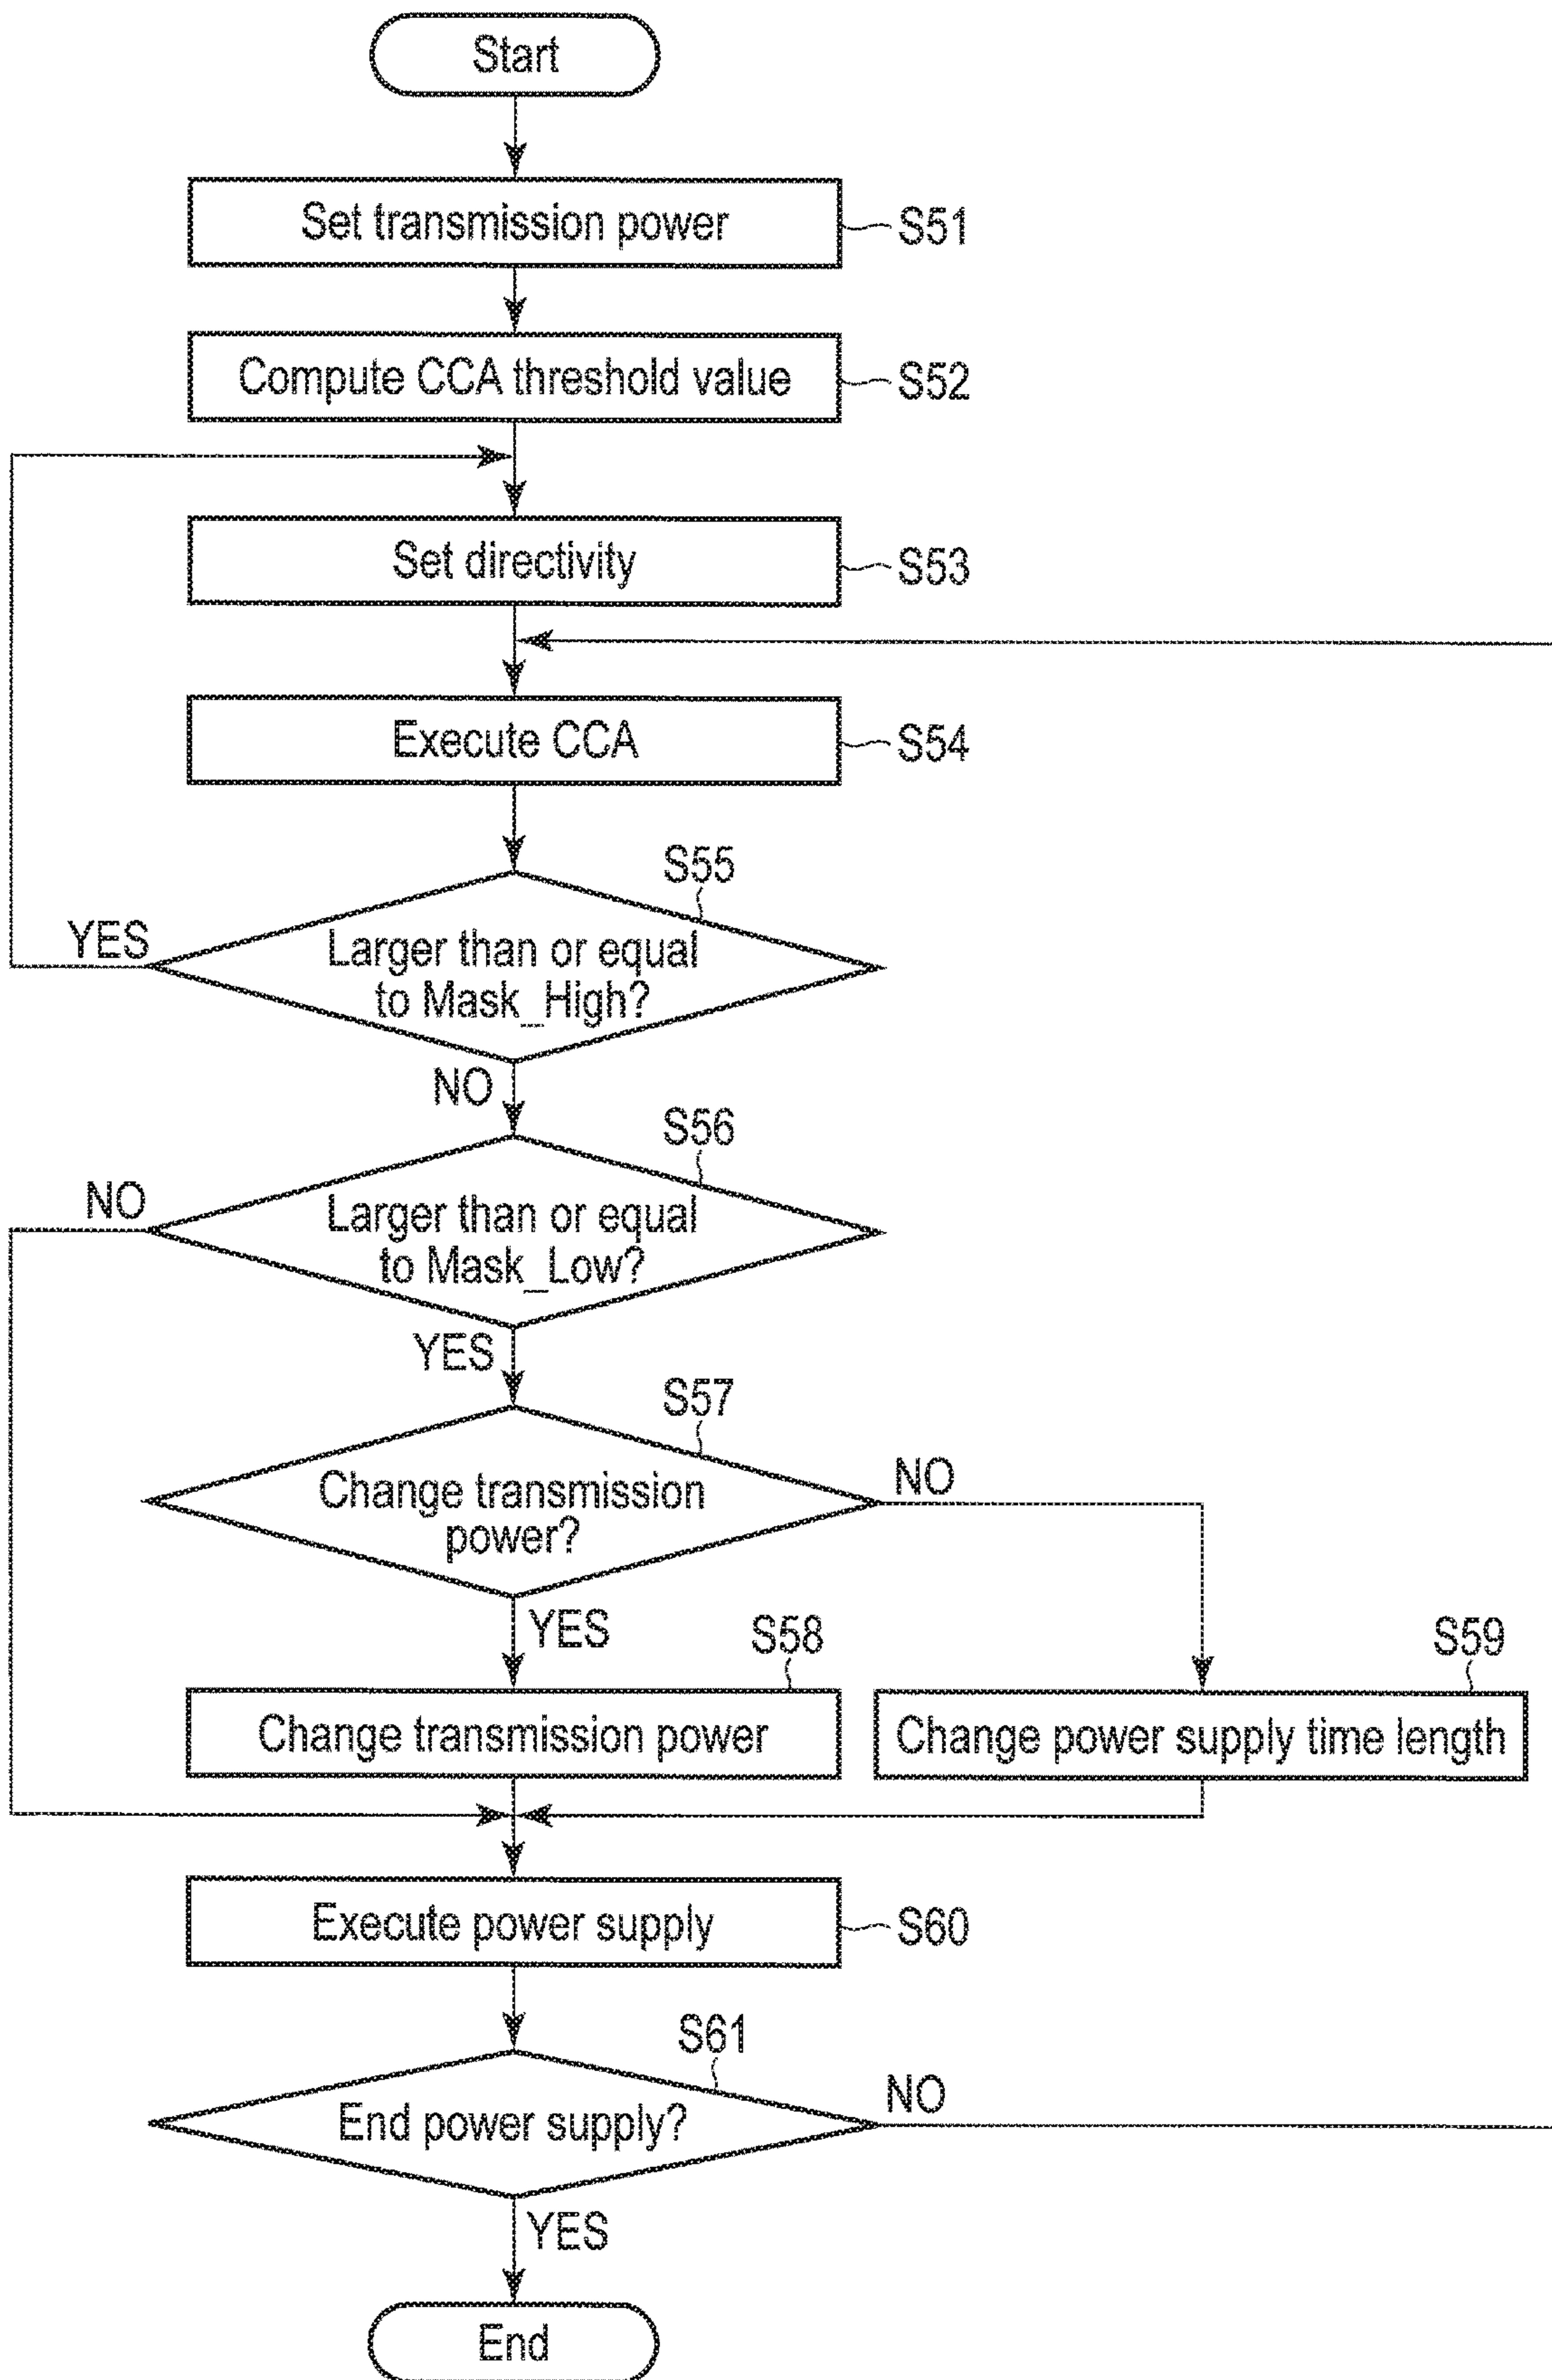 Start
Set transmission power
S51
Compute CCA threshold value
S52
Set directivity
S53
Execute CCA
S54
S55
YES
Larger than or equal
to Mask_High?
NO
S56
NO
Larger than or equal
to Mask_Low?
YES
S57
NO
Change transmission
power?
YES
S58
S59
Change transmission power
Change power supply time length
Execute power supply
S60
S61
NO
End power supply?
YES
End